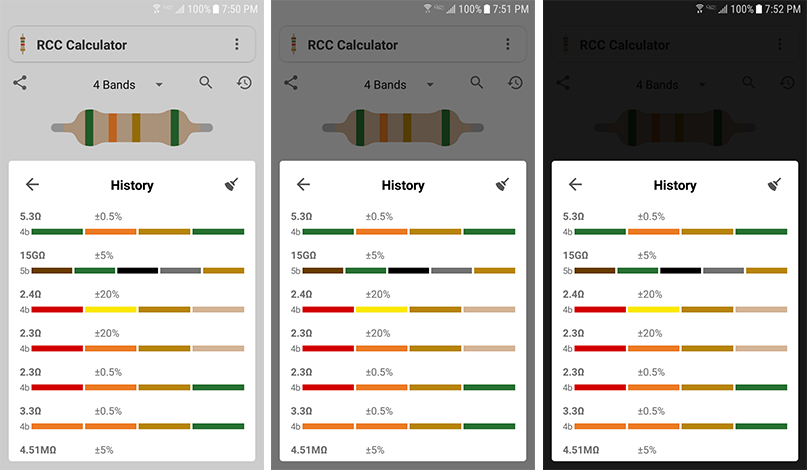 100% 7:50 PM
RCC Calculator
4 Bands
History
5.3Ω ±0.5%
4b
15GΩ ±5%
5b
2.4Ω ±20%
4b
2.3Ω ±20%
4b
2.3Ω ±0.5%
4b
3.3Ω ±0.5%
4b
4.51MΩ ±5%
100% 7:51 PM
RCC Calculator
4 Bands
History
5.3Ω ±0.5%
4b
15GΩ ±5%
5b
2.4Ω ±20%
4b
2.3Ω ±20%
4b
2.3Ω ±0.5%
4b
3.3Ω ±0.5%
4b
4.51MΩ ±5%
100% 7:52 PM
RCC Calculator
4 Bands
History
5.3Ω ±0.5%
4b
15GΩ ±5%
5b
2.4Ω ±20%
4b
2.3Ω ±20%
4b
2.3Ω ±0.5%
4b
3.3Ω ±0.5%
4b
4.51MΩ ±5%